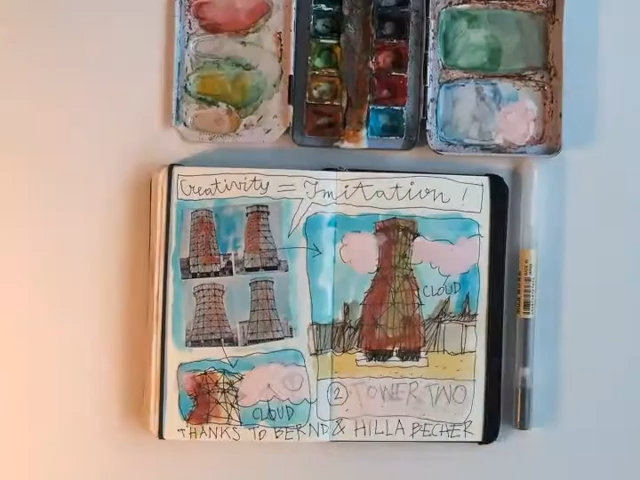 Creativity = Imitation!
CLOUD
CLOUD
② TOWER TWO
THANKS TO BERND & HILLA BECHER